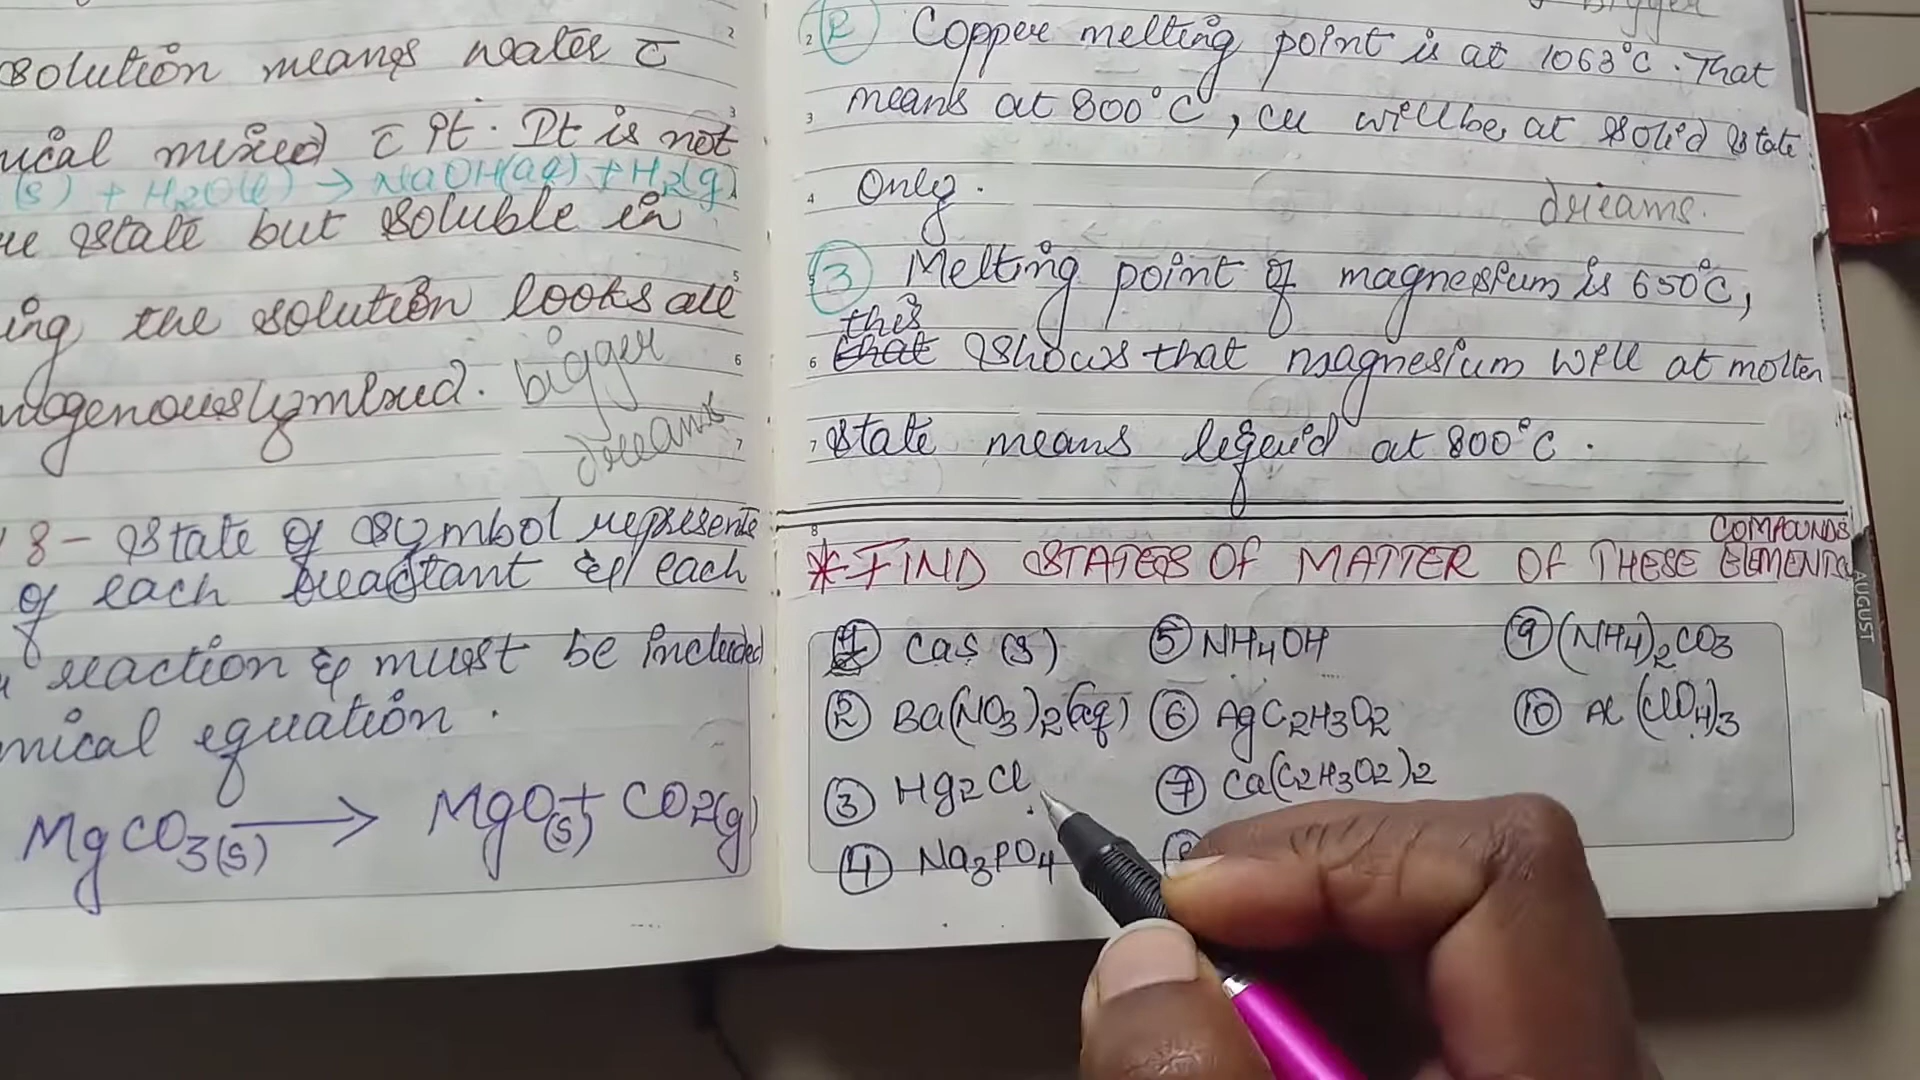 solution means water c
ical mixed c it. It is not
(s) + H2O(l) → NaOH(aq) + H2(g)
state but soluble in
ing the solution looks all
mogenously mixed. bigger
dreams
8 - State of symbol represents
of each reactant & each
reaction & must be included
mical equation.
MgCO3(s) → MgO(s) + CO2(g)
bigger
2 Copper melting point is at 1063°C. That
means at 800°C, cu will be at solid state
only.
dreams.
3 Melting point of magnesium is 650°C,
this
that shows that magnesium will at molten
state means liquid at 800°C.
COMPOUNDS
*FIND STATES OF MATTER OF THESE ELEMENTS
1 CaS (s) 5 NH4OH 9 (NH4)2CO3
2 Ba(NO3)2(aq) 6 AgC2H3O2 10 Al(ClO4)3
3 Hg2Cl 7 Ca(C2H3O2)2
4 Na3PO4 8
AUGUST